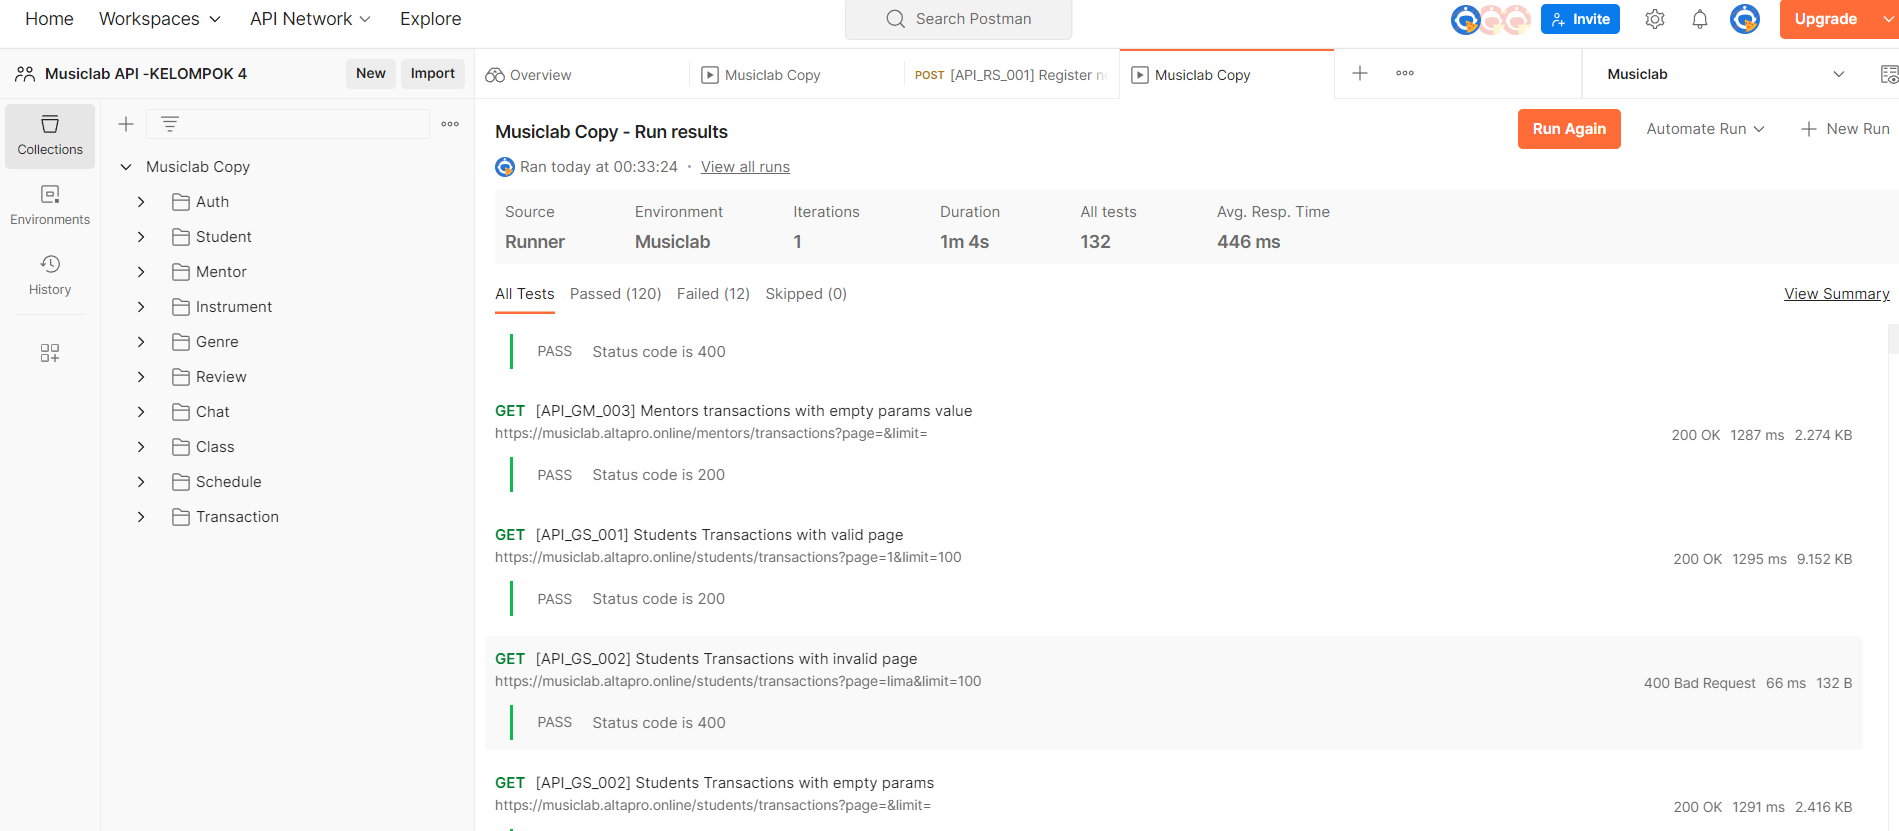 Home Workspaces API Network Explore Search Postman Invite Upgrade
Musiclab API -KELOMPOK 4 New Import Overview Musiclab Copy POST [API_RS_001] Register n Musiclab Copy Musiclab
Collections
Environments
History
Musiclab Copy
Auth
Student
Mentor
Instrument
Genre
Review
Chat
Class
Schedule
Transaction
Musiclab Copy - Run results Run Again Automate Run New Run
Ran today at 00:33:24 · View all runs
Source Environment Iterations Duration All tests Avg. Resp. Time
Runner Musiclab 1 1m 4s 132 446 ms
All Tests Passed (120) Failed (12) Skipped (0) View Summary
PASS Status code is 400
GET [API_GM_003] Mentors transactions with empty params value
https://musiclab.altapro.online/mentors/transactions?page=&limit= 200 OK 1287 ms 2.274 KB
PASS Status code is 200
GET [API_GS_001] Students Transactions with valid page
https://musiclab.altapro.online/students/transactions?page=1&limit=100 200 OK 1295 ms 9.152 KB
PASS Status code is 200
GET [API_GS_002] Students Transactions with invalid page
https://musiclab.altapro.online/students/transactions?page=lima&limit=100 400 Bad Request 66 ms 132 B
PASS Status code is 400
GET [API_GS_002] Students Transactions with empty params
https://musiclab.altapro.online/students/transactions?page=&limit= 200 OK 1291 ms 2.416 KB